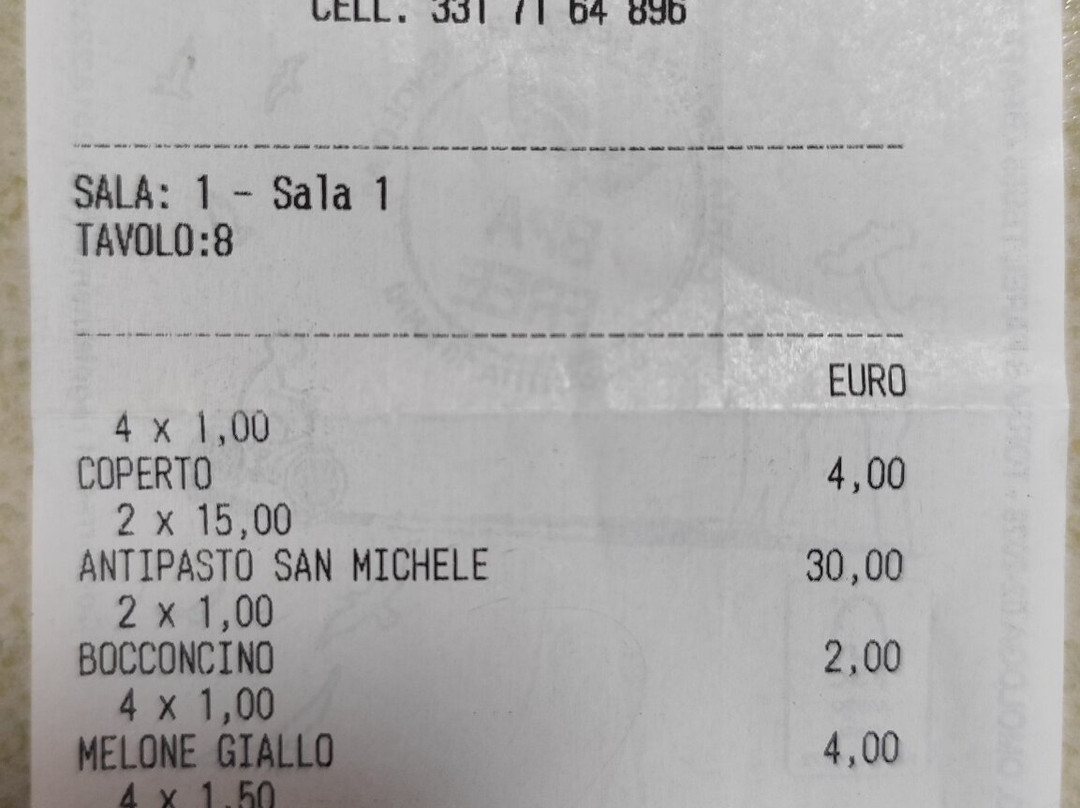 CELL. 331 71 64 896
SALA: 1 - Sala 1
TAVOLO:8
EURO
4 x 1,00
COPERTO 4,00
2 x 15,00
ANTIPASTO SAN MICHELE 30,00
2 x 1,00
BOCCONCINO 2,00
4 x 1,00
MELONE GIALLO 4,00
4 x 1,50